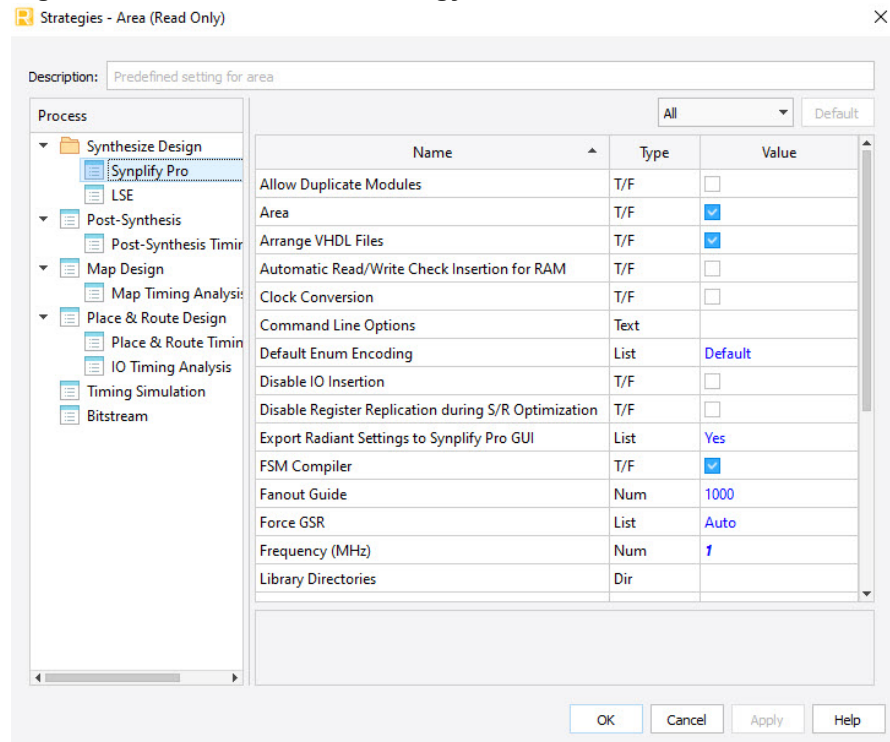 Strategies - Area (Read Only)
Description: Predefined setting for area
Process
All
Default
Synthesize Design
Synplify Pro
LSE
Post-Synthesis
Post-Synthesis Timin
Map Design
Map Timing Analysis
Place & Route Design
Place & Route Timin
IO Timing Analysis
Timing Simulation
Bitstream
Name Type Value
Allow Duplicate Modules T/F
Area T/F
Arrange VHDL Files T/F
Automatic Read/Write Check Insertion for RAM T/F
Clock Conversion T/F
Command Line Options Text
Default Enum Encoding List Default
Disable IO Insertion T/F
Disable Register Replication during S/R Optimization T/F
Export Radiant Settings to Synplify Pro GUI List Yes
FSM Compiler T/F
Fanout Guide Num 1000
Force GSR List Auto
Frequency (MHz) Num 1
Library Directories Dir
OK Cancel Apply Help